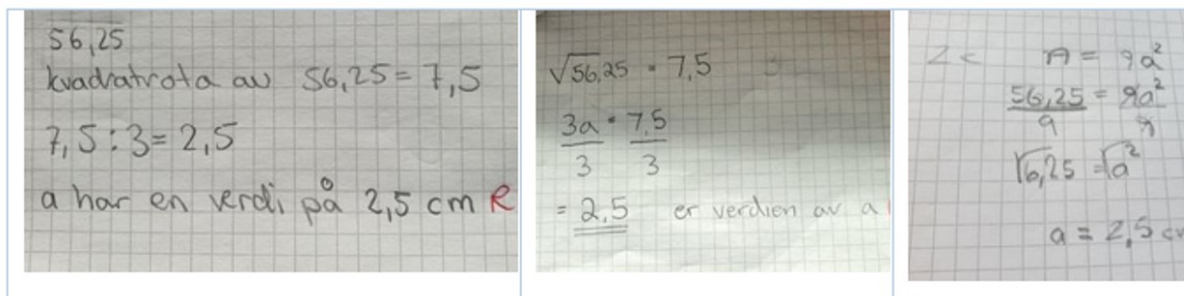 56,25
kvadratrota av 56,25 = 7,5
7,5 : 3 = 2,5
a har en verdi på 2,5 cm R
√56,25 = 7,5
3a = 7,5
3 3
= 2,5 er verdien av a
2c A = 9a²
56,25 = 9a²
9 9
√6,25 = √a²
a = 2,5 cm